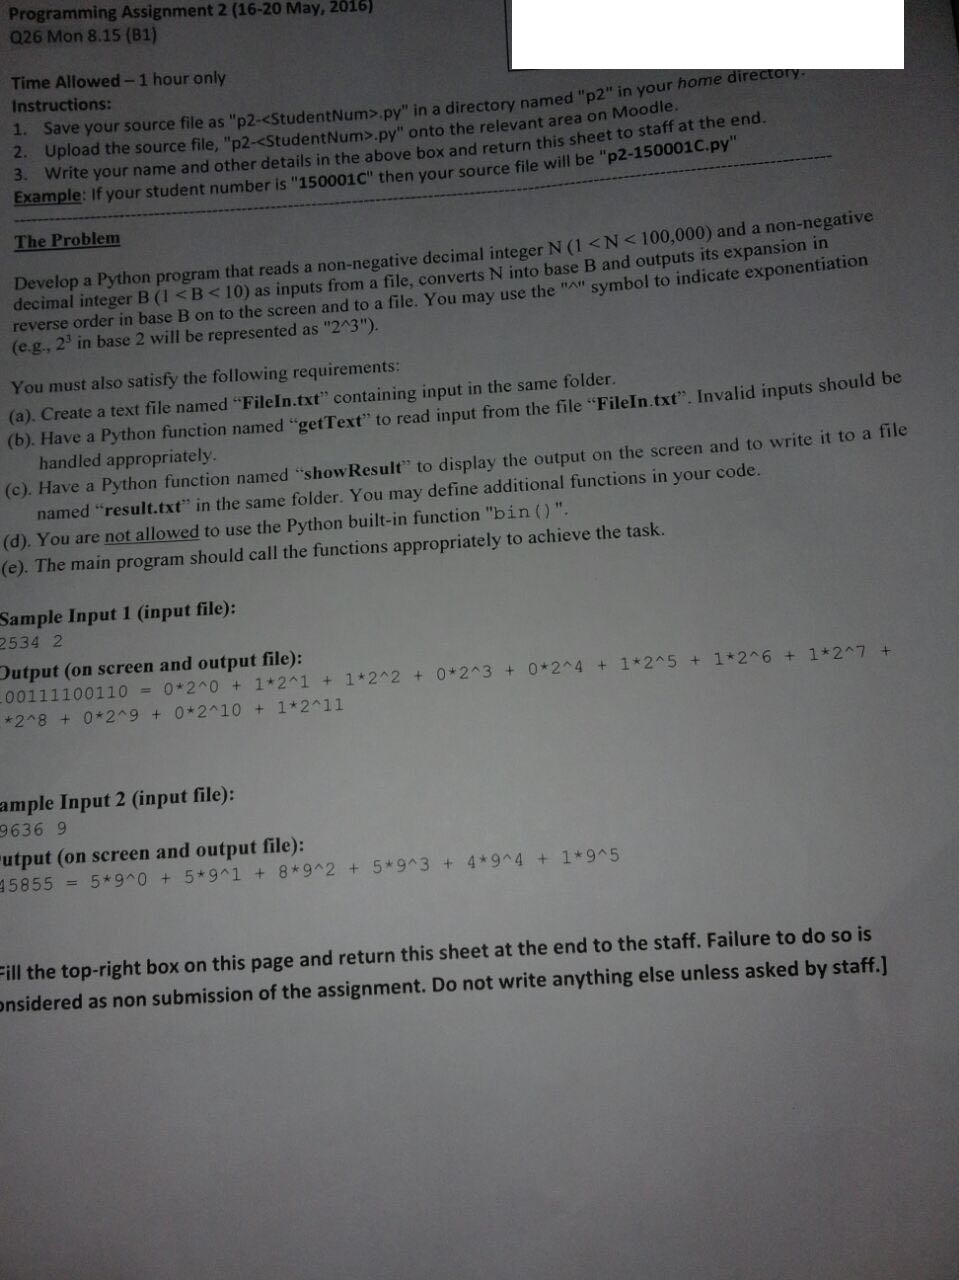 Programming Assignment 2 (16-20 May, 2016)
Q26 Mon 8.15 (B1)
Time Allowed – 1 hour only
Instructions:
1. Save your source file as "p2-<StudentNum>.py" in a directory named "p2" in your home directory.
2. Upload the source file, "p2-<StudentNum>.py" onto the relevant area on Moodle.
3. Write your name and other details in the above box and return this sheet to staff at the end.
Example: If your student number is "150001C" then your source file will be "p2-150001C.py"
The Problem
Develop a Python program that reads a non-negative decimal integer N (1 < N < 100,000) and a non-negative
decimal integer B (1 < B < 10) as inputs from a file, converts N into base B and outputs its expansion in
reverse order in base B on to the screen and to a file. You may use the "^" symbol to indicate exponentiation
(e.g., 2³ in base 2 will be represented as "2^3").
You must also satisfy the following requirements:
(a). Create a text file named “FileIn.txt” containing input in the same folder.
(b). Have a Python function named “getText” to read input from the file “FileIn.txt”. Invalid inputs should be
handled appropriately.
(c). Have a Python function named “showResult” to display the output on the screen and to write it to a file
named “result.txt” in the same folder. You may define additional functions in your code.
(d). You are not allowed to use the Python built-in function "bin()".
(e). The main program should call the functions appropriately to achieve the task.
Sample Input 1 (input file):
2534 2
Output (on screen and output file):
00111100110 = 0*2^0 + 1*2^1 + 1*2^2 + 0*2^3 + 0*2^4 + 1*2^5 + 1*2^6 + 1*2^7 +
*2^8 + 0*2^9 + 0*2^10 + 1*2^11
ample Input 2 (input file):
9636 9
utput (on screen and output file):
45855 = 5*9^0 + 5*9^1 + 8*9^2 + 5*9^3 + 4*9^4 + 1*9^5
Fill the top-right box on this page and return this sheet at the end to the staff. Failure to do so is
onsidered as non submission of the assignment. Do not write anything else unless asked by staff.]